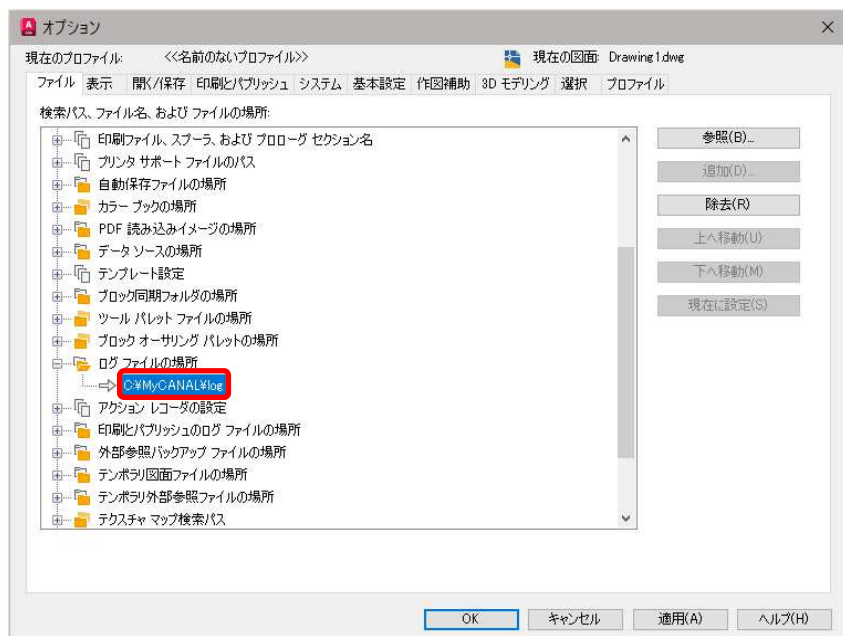 オプション
現在のプロファイル: <<名前のないプロファイル>> 現在の図面: Drawing1.dwg
ファイル 表示 開く/保存 印刷とパブリッシュ システム 基本設定 作図補助 3D モデリング 選択 プロファイル
検索パス、ファイル名、および ファイルの場所:
印刷ファイル、スプーラ、および プロローグ セクション名
プリンタ サポート ファイルのパス
自動保存ファイルの場所
カラー ブックの場所
PDF 読み込みイメージの場所
データ ソースの場所
テンプレート設定
ブロック同期フォルダの場所
ツール パレット ファイルの場所
ブロック オーサリング パレットの場所
ログ ファイルの場所
C:¥MyCANAL¥log
アクション レコーダの設定
印刷とパブリッシュのログ ファイルの場所
外部参照バックアップ ファイルの場所
テンポラリ図面ファイルの場所
テンポラリ外部参照ファイルの場所
テクスチャ マップ検索パス
参照(B)...
追加(D)...
除去(R)
上へ移動(U)
下へ移動(M)
現在に設定(S)
OK キャンセル 適用(A) ヘルプ(H)